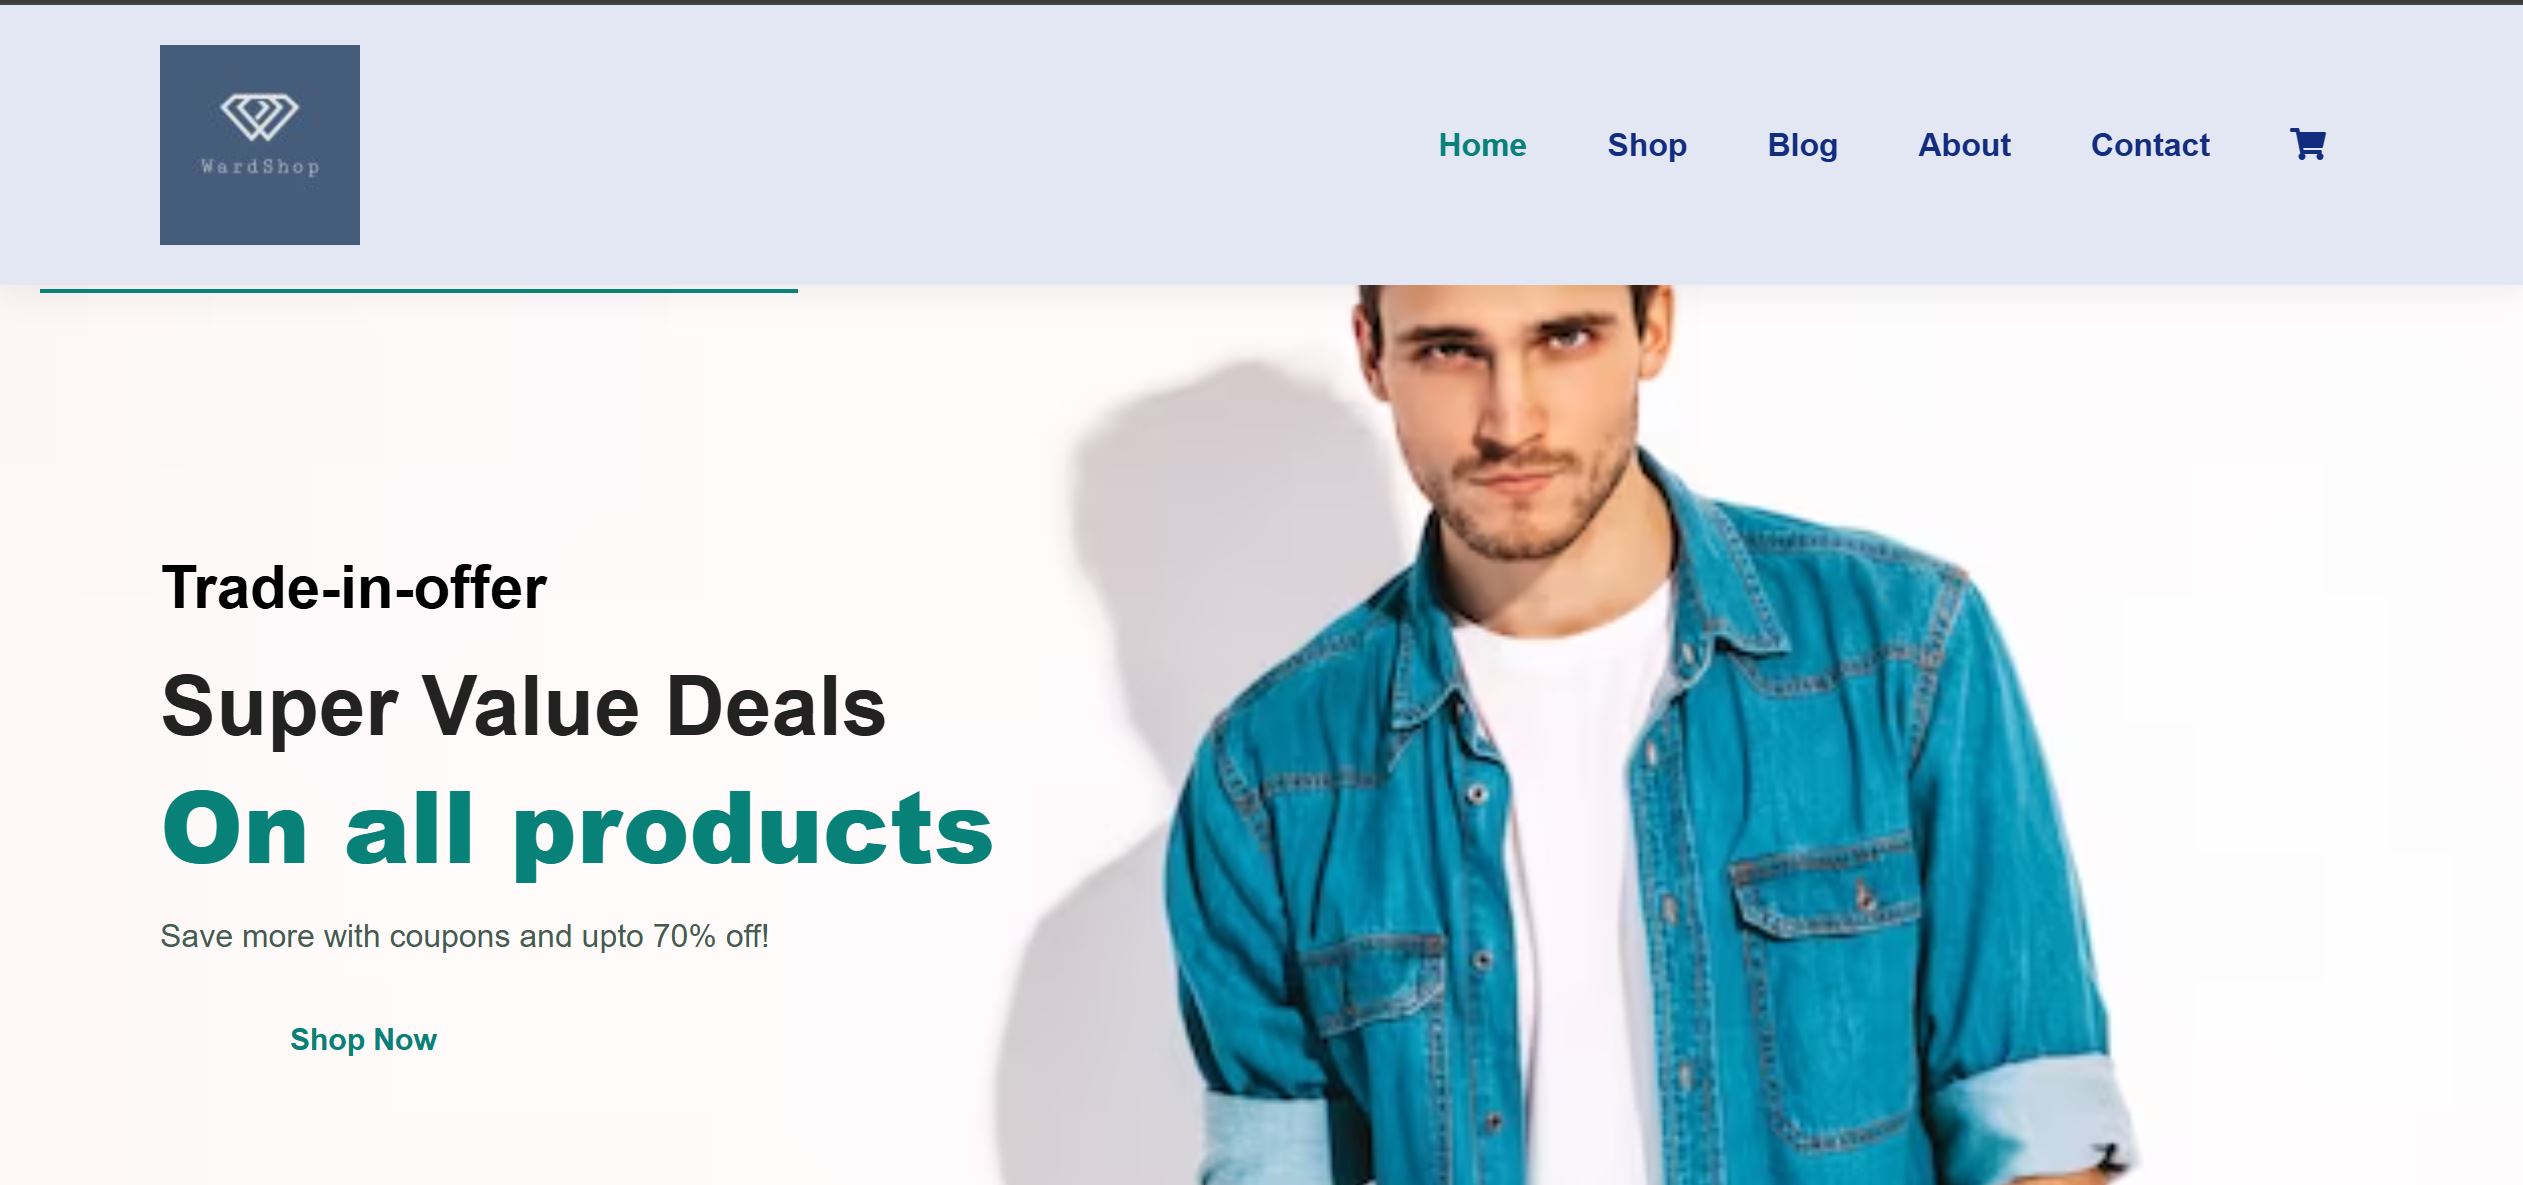 WardShop
Home Shop Blog About Contact
Trade-in-offer
Super Value Deals
On all products
Save more with coupons and upto 70% off!
Shop Now